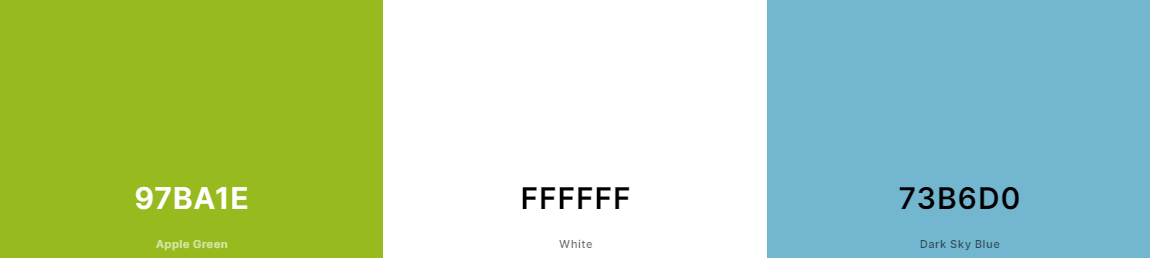 97BA1E
Apple Green
FFFFFF
White
73B6D0
Dark Sky Blue